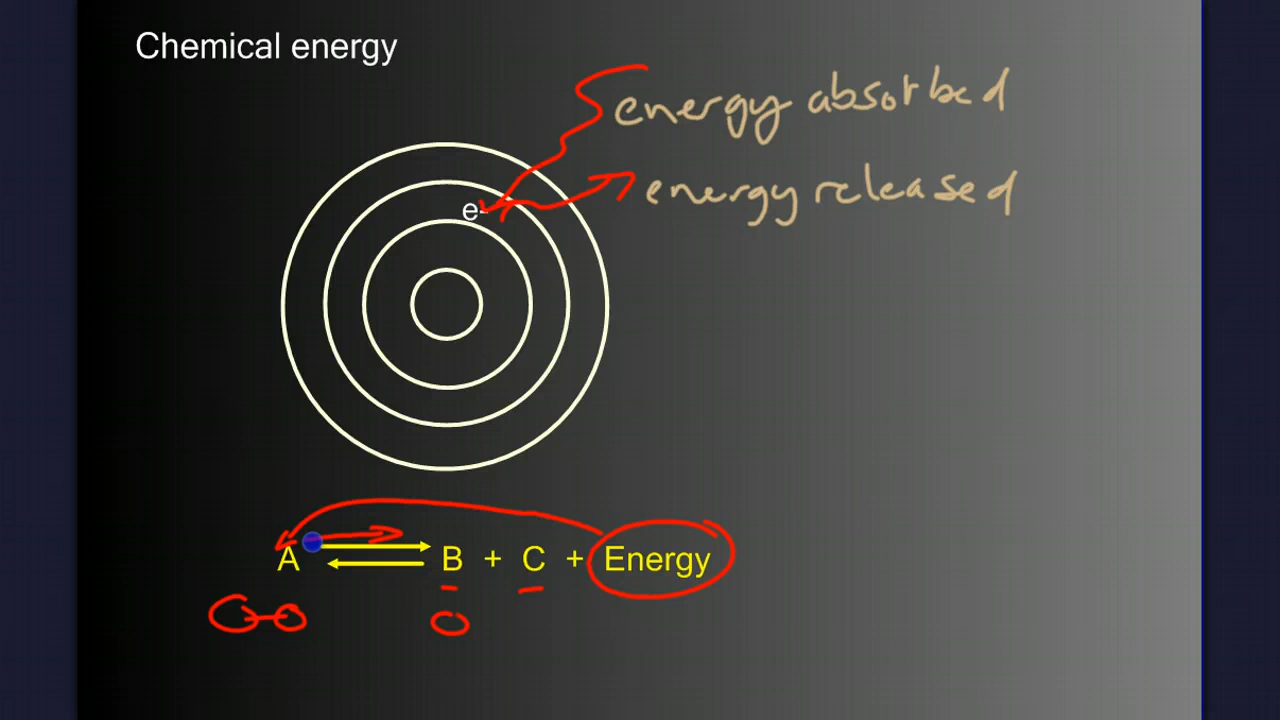 Chemical energy
energy absorbed
energy released
e-
A ⇌ B + C + Energy